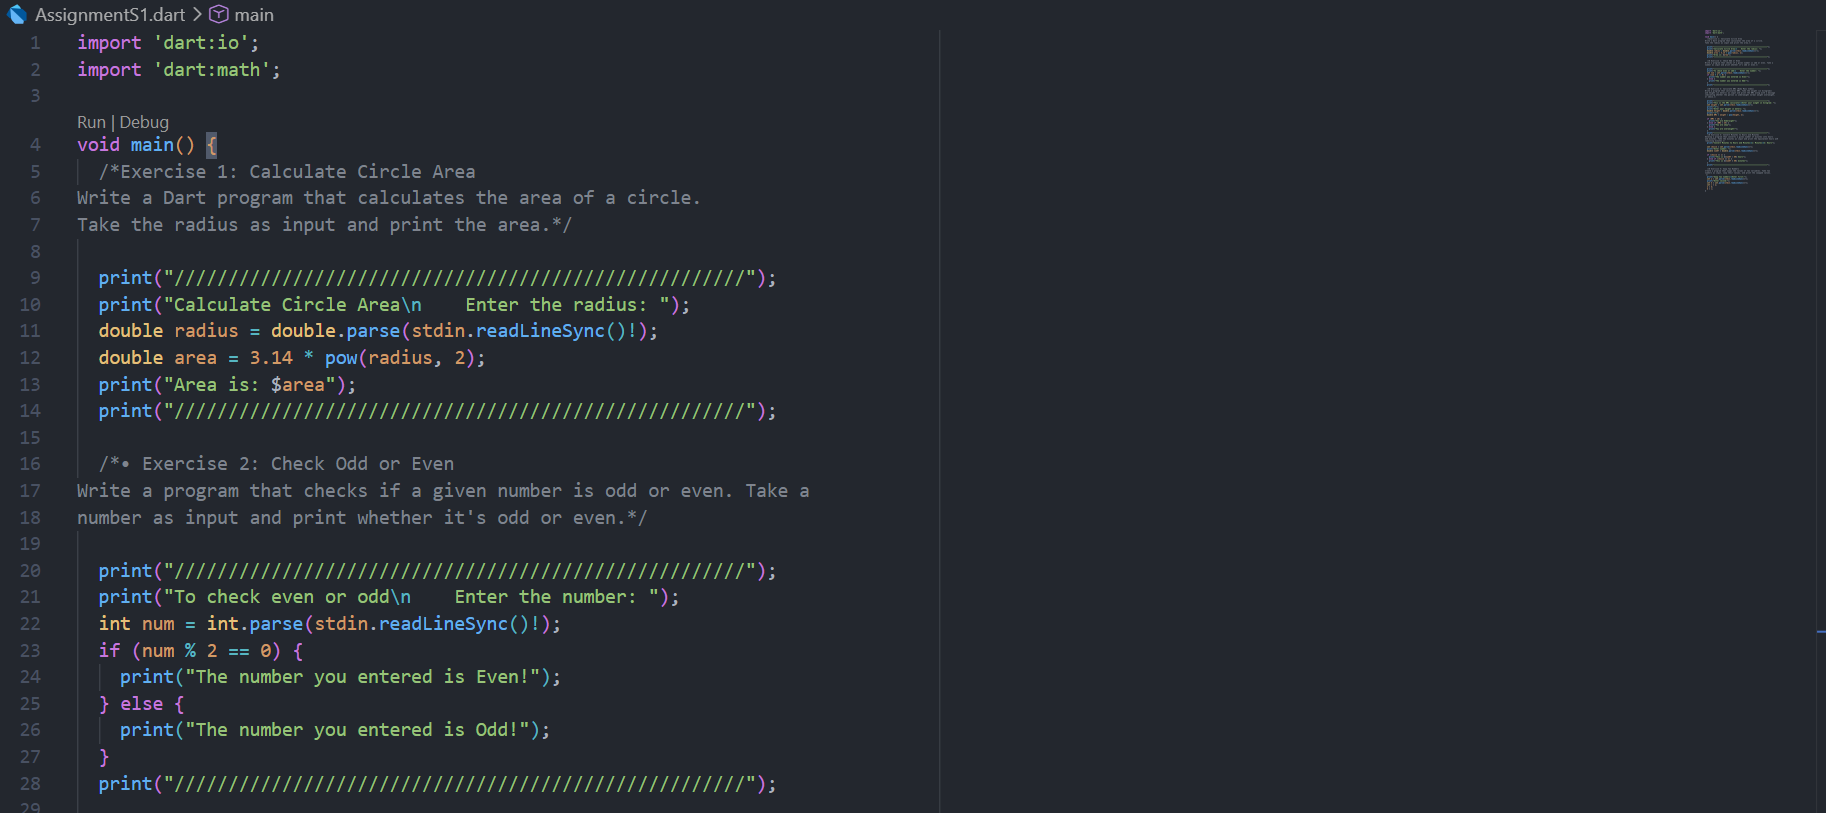 AssignmentS1.dart > main
1 import 'dart:io';
2 import 'dart:math';
3
Run | Debug
4 void main() {
5   /*Exercise 1: Calculate Circle Area
6 Write a Dart program that calculates the area of a circle.
7 Take the radius as input and print the area.*/
8
9   print("/////////////////////////////////////////////////////");
10   print("Calculate Circle Area\n    Enter the radius: ");
11   double radius = double.parse(stdin.readLineSync()!);
12   double area = 3.14 * pow(radius, 2);
13   print("Area is: $area");
14   print("/////////////////////////////////////////////////////");
15
16   /*• Exercise 2: Check Odd or Even
17 Write a program that checks if a given number is odd or even. Take a
18 number as input and print whether it's odd or even.*/
19
20   print("/////////////////////////////////////////////////////");
21   print("To check even or odd\n    Enter the number: ");
22   int num = int.parse(stdin.readLineSync()!);
23   if (num % 2 == 0) {
24     print("The number you entered is Even!");
25   } else {
26     print("The number you entered is Odd!");
27   }
28   print("/////////////////////////////////////////////////////");
29